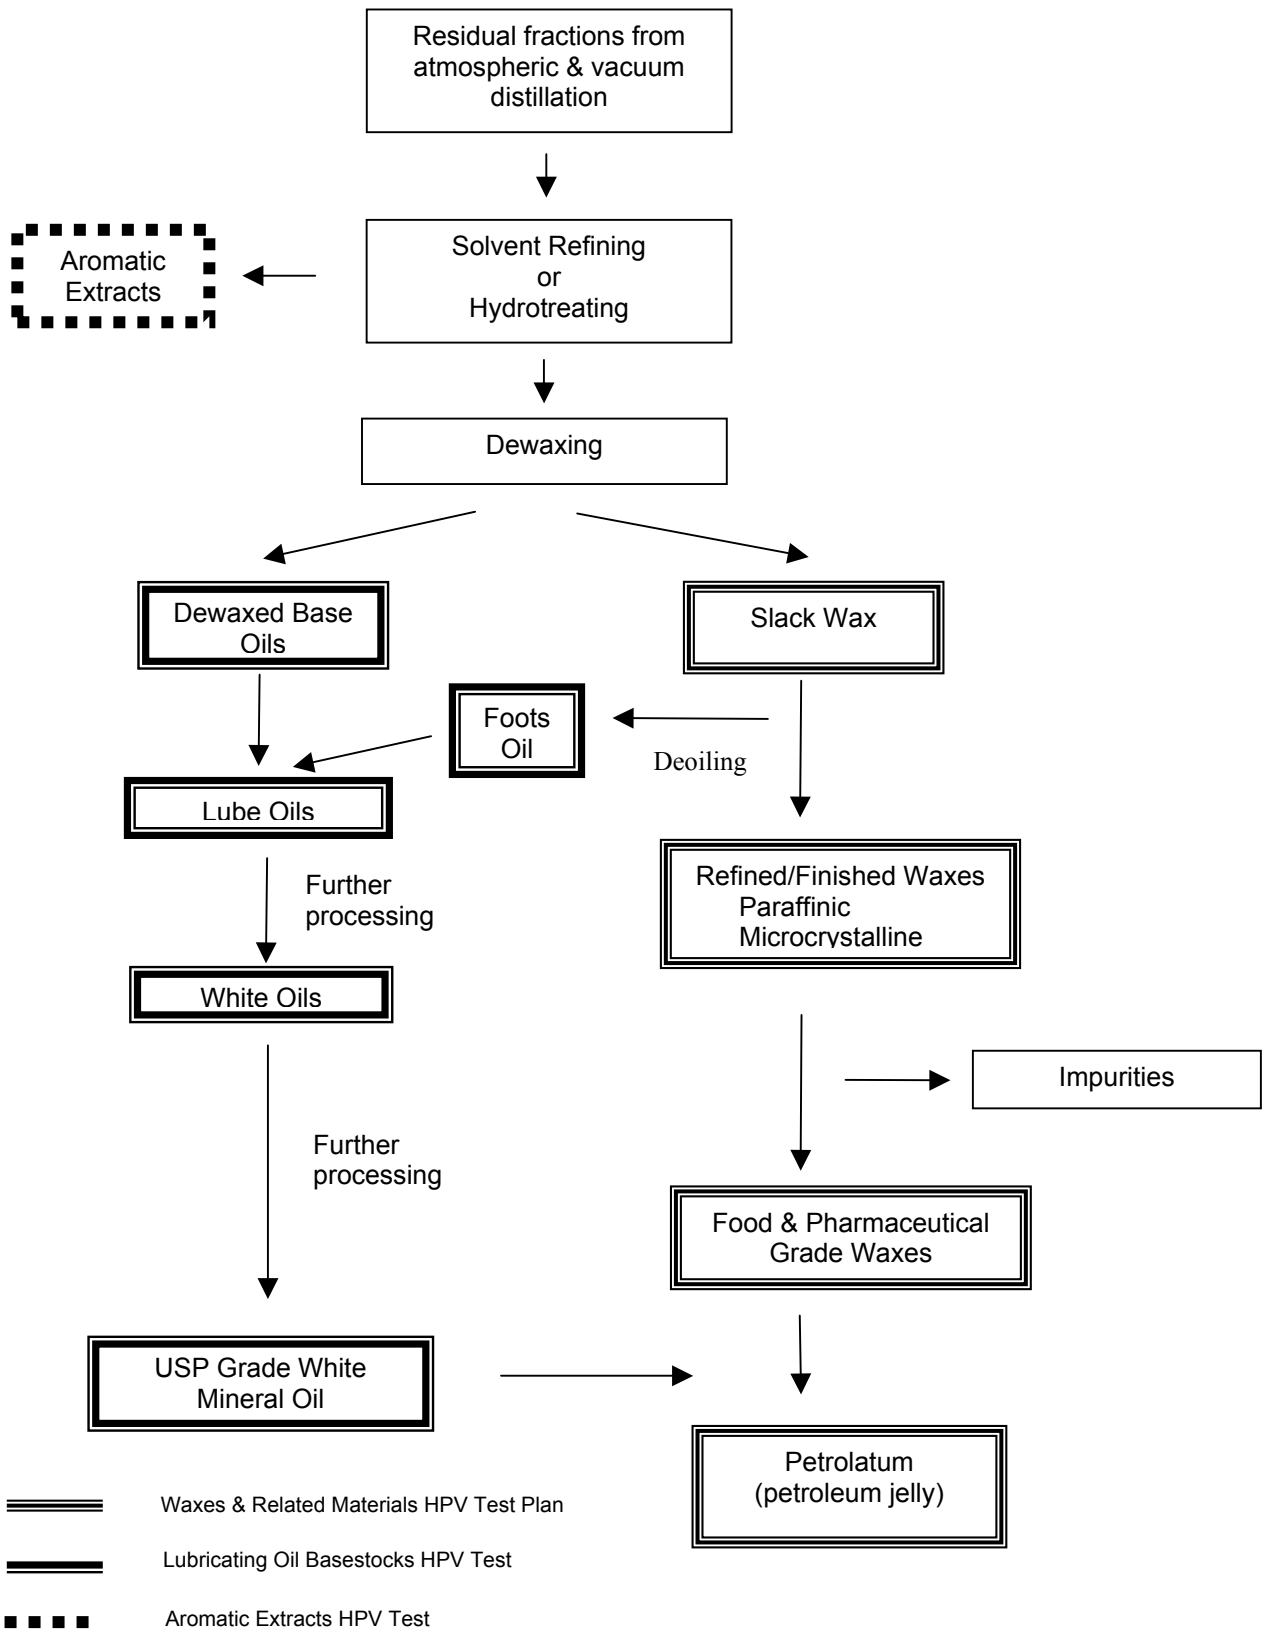 Residual fractions from
atmospheric & vacuum
distillation
Solvent Refining
or
Hydrotreating
Aromatic
Extracts
Dewaxing
Dewaxed Base
Oils
Slack Wax
Foots
Oil
Deoiling
Lube Oils
Further
processing
Refined/Finished Waxes
Paraffinic
Microcrystalline
White Oils
Impurities
Further
processing
Food & Pharmaceutical
Grade Waxes
USP Grade White
Mineral Oil
Petrolatum
(petroleum jelly)
Waxes & Related Materials HPV Test Plan
Lubricating Oil Basestocks HPV Test
Aromatic Extracts HPV Test